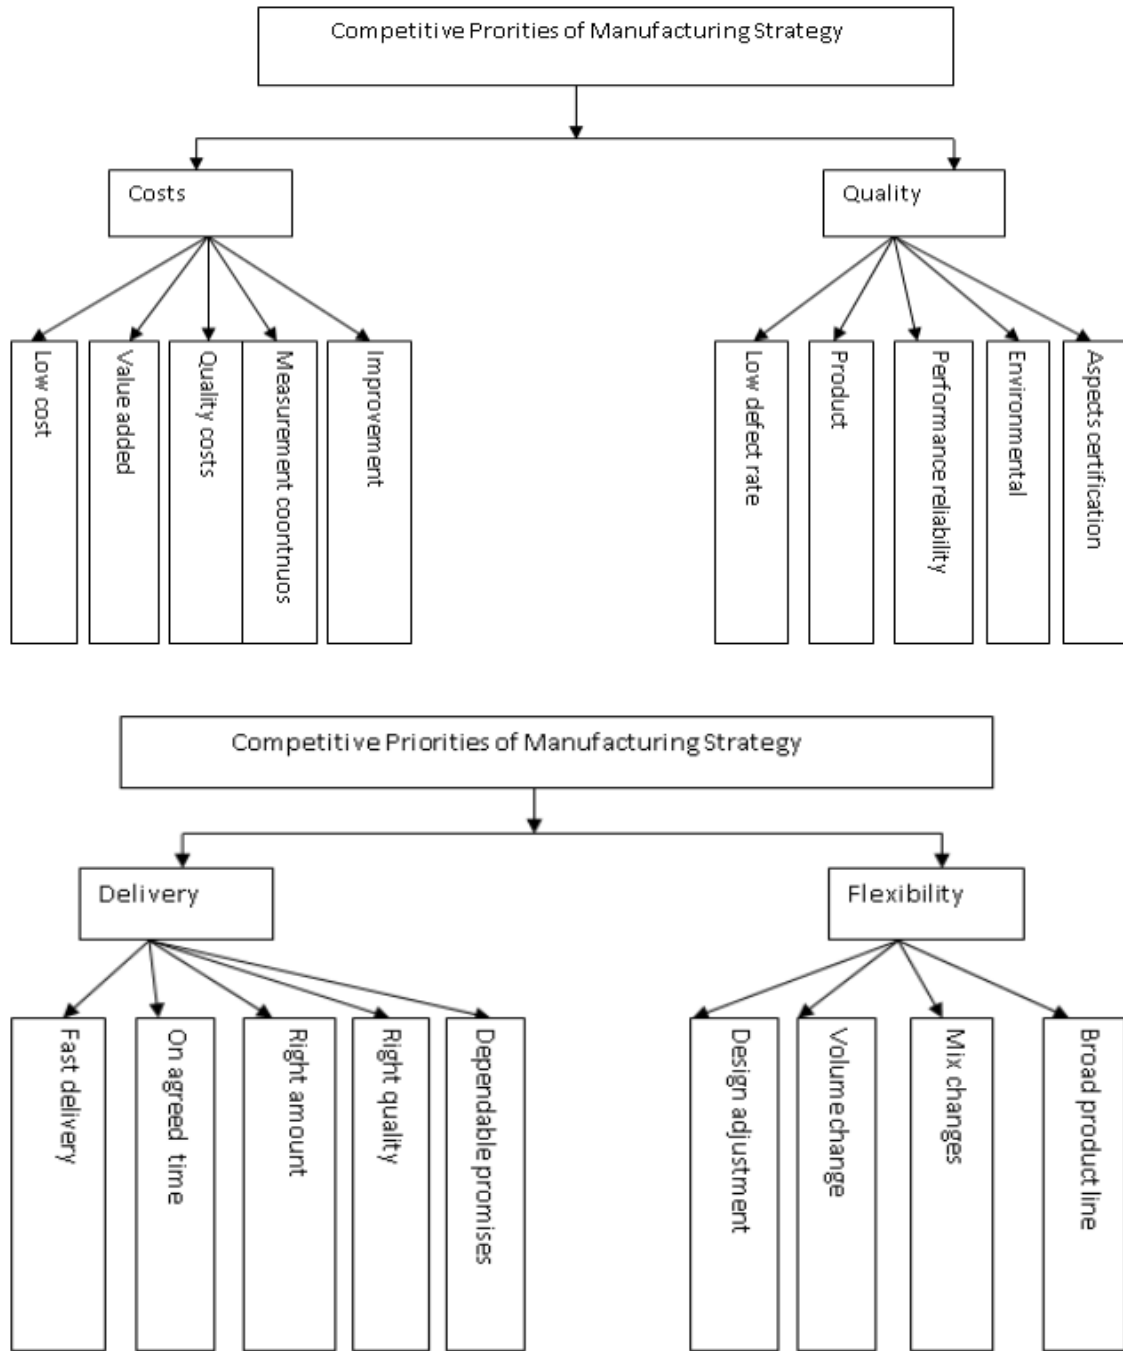 Competitive Prorities of Manufacturing Strategy
Costs
Quality
Low cost
Value added
Quality costs
Measurement coontnuos
Improvement
Low defect rate
Product
Performance reliability
Environmental
Aspects certification
Competitive Priorities of Manufacturing Strategy
Delivery
Flexibility
Fast delivery
On agreed time
Right amount
Right quality
Dependable promises
Design adjustment
Volume change
Mix changes
Broad product line